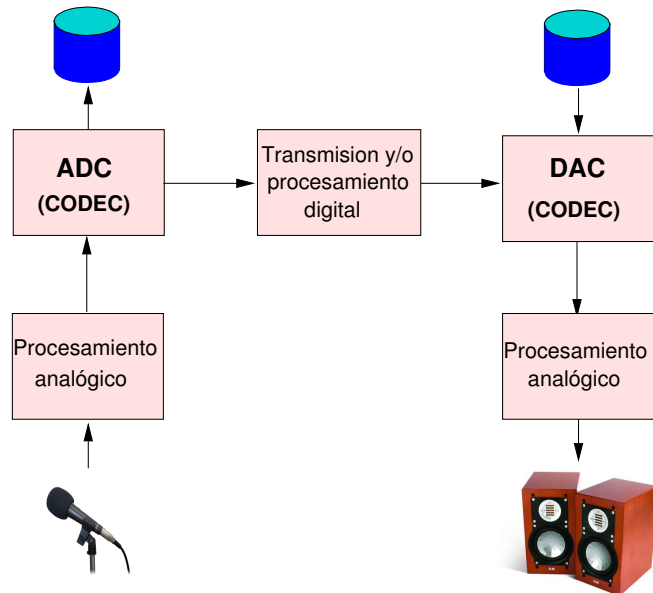 ADC
(CODEC)
Transmision y/o
procesamiento
digital
DAC
(CODEC)
Procesamiento
analógico
Procesamiento
analógico